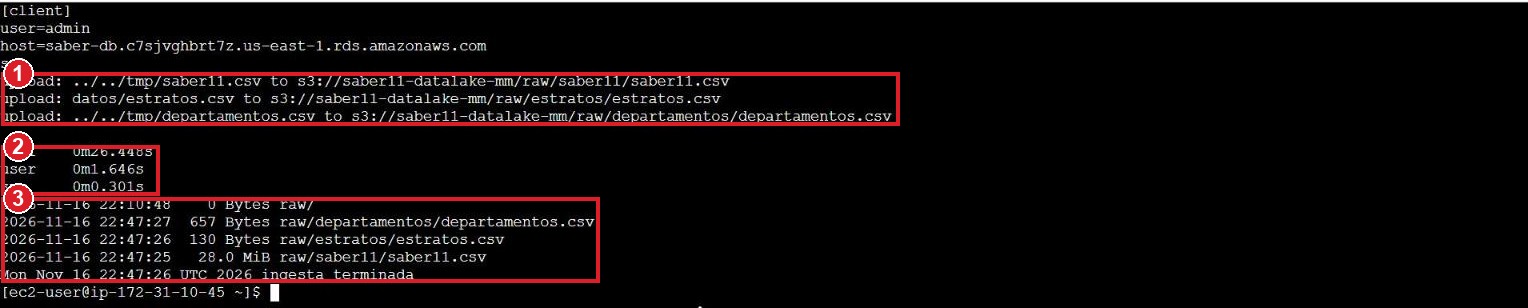 [client]
user=admin
host=saber-db.c7sjvghbrt7z.us-east-1.rds.amazonaws.com
1
upload: ../../tmp/saber11.csv to s3://saber11-datalake-mm/raw/saber11/saber11.csv
upload: datos/estratos.csv to s3://saber11-datalake-mm/raw/estratos/estratos.csv
upload: ../../tmp/departamentos.csv to s3://saber11-datalake-mm/raw/departamentos/departamentos.csv
2
0m26.448s
user 0m1.646s
0m0.301s
3
22:10:48 0 Bytes raw/
2026-11-16 22:47:27 657 Bytes raw/departamentos/departamentos.csv
2026-11-16 22:47:26 130 Bytes raw/estratos/estratos.csv
2026-11-16 22:47:25 28.0 MiB raw/saber11/saber11.csv
Mon Nov 16 22:47:26 UTC 2026 ingesta terminada
[ec2-user@ip-172-31-10-45 ~]$